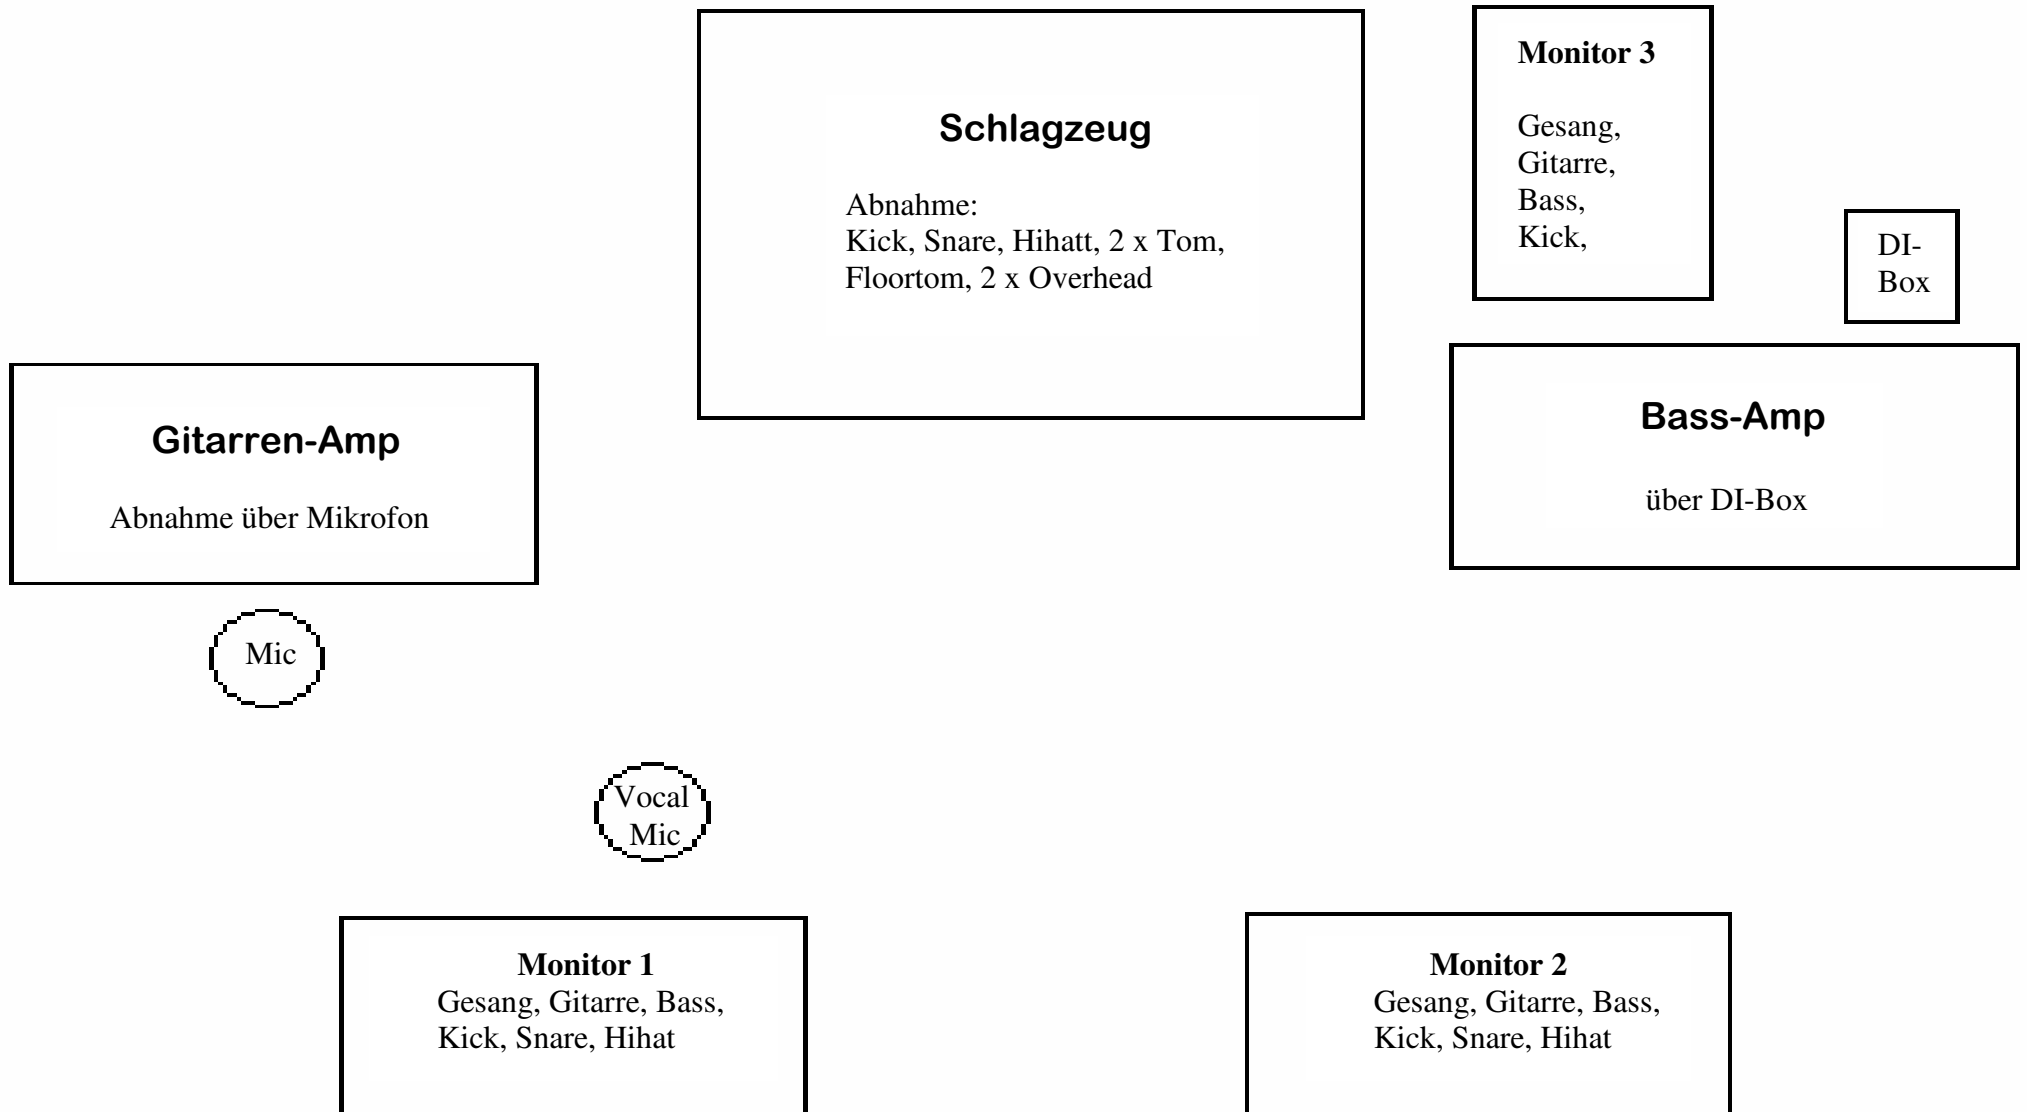 Schlagzeug
Abnahme:
Kick, Snare, Hihatt, 2 x Tom,
Floortom, 2 x Overhead
Monitor 3
Gesang,
Gitarre,
Bass,
Kick,
DI-
Box
Gitarren-Amp
Abnahme über Mikrofon
Bass-Amp
über DI-Box
Mic
Vocal
Mic
Monitor 1
Gesang, Gitarre, Bass,
Kick, Snare, Hihat
Monitor 2
Gesang, Gitarre, Bass,
Kick, Snare, Hihat